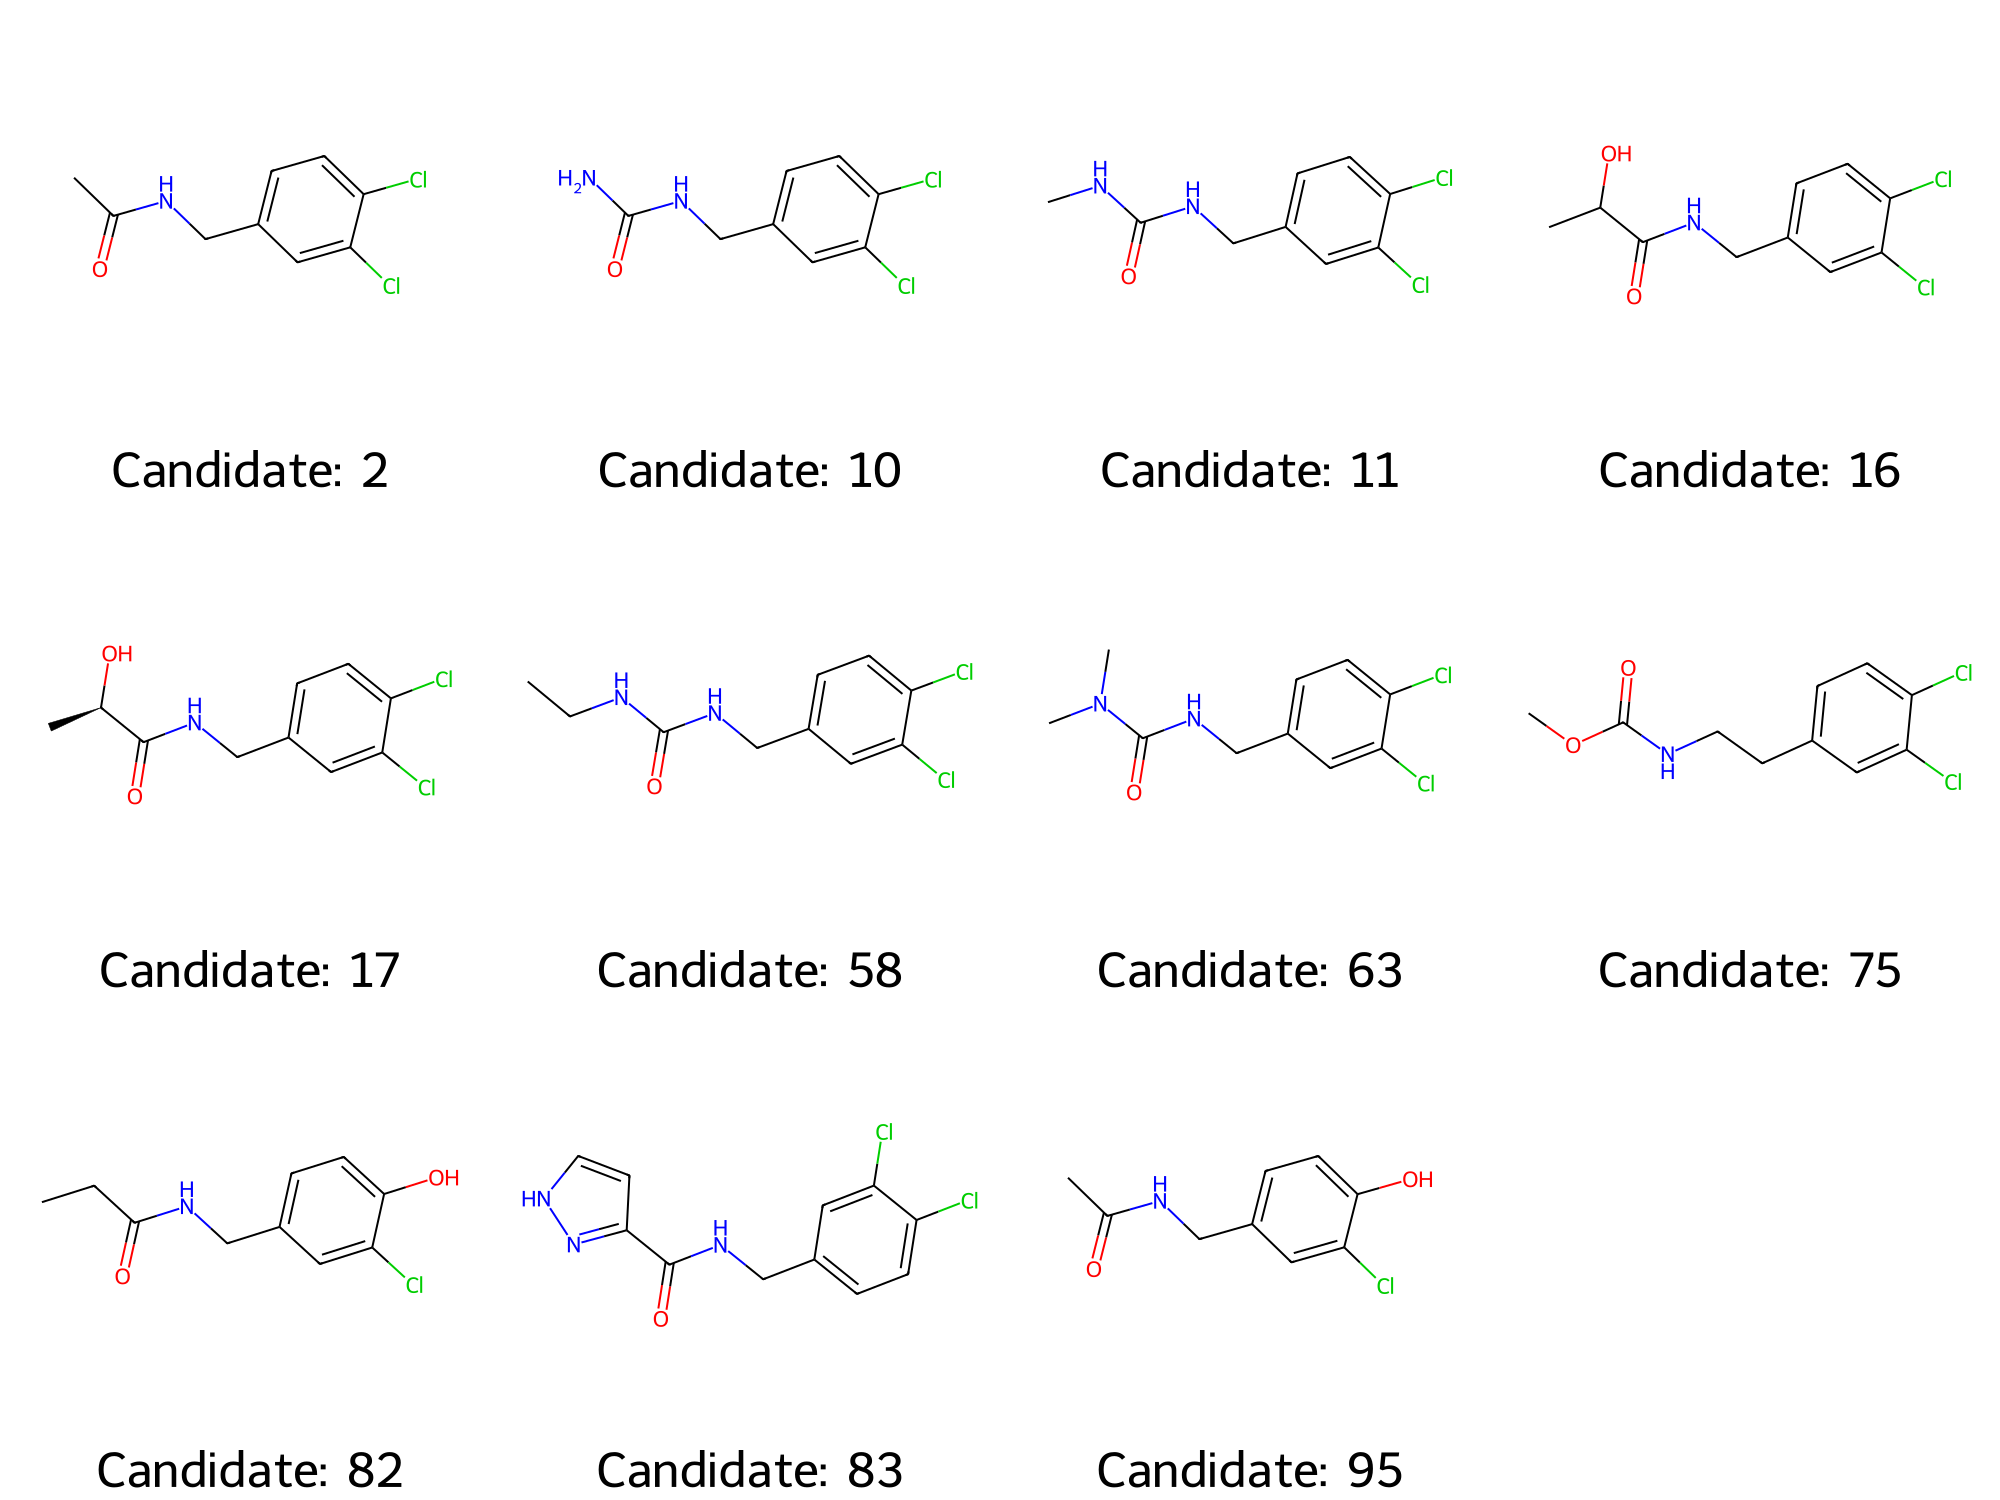 H
N
Cl
O
Cl
H₂N
H
N
Cl
O
Cl
H
N
H
N
Cl
O
Cl
OH
H
N
Cl
O
Cl
Candidate: 2
Candidate: 10
Candidate: 11
Candidate: 16
OH
H
N
Cl
O
Cl
H
N
H
N
Cl
O
Cl
N
H
N
Cl
O
Cl
O
O
N
H
Cl
Cl
Candidate: 17
Candidate: 58
Candidate: 63
Candidate: 75
H
N
OH
O
Cl
HN
N
H
N
O
Cl
Cl
H
N
OH
O
Cl
Candidate: 82
Candidate: 83
Candidate: 95